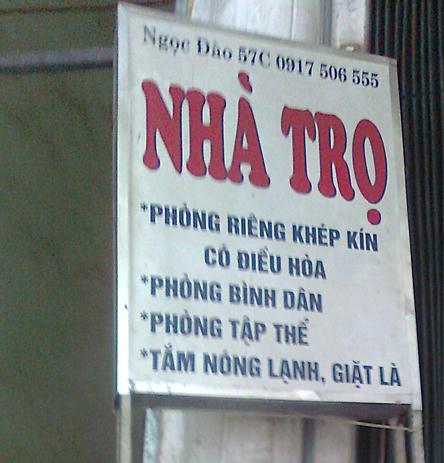 Ngọc Đào 57C 0917 506 555
NHÀ TRỌ
*PHÒNG RIÊNG KHÉP KÍN
CÓ ĐIỀU HÒA
*PHÒNG BÌNH DÂN
*PHÒNG TẬP THỂ
*TẮM NÓNG LẠNH, GIẶT LÀ